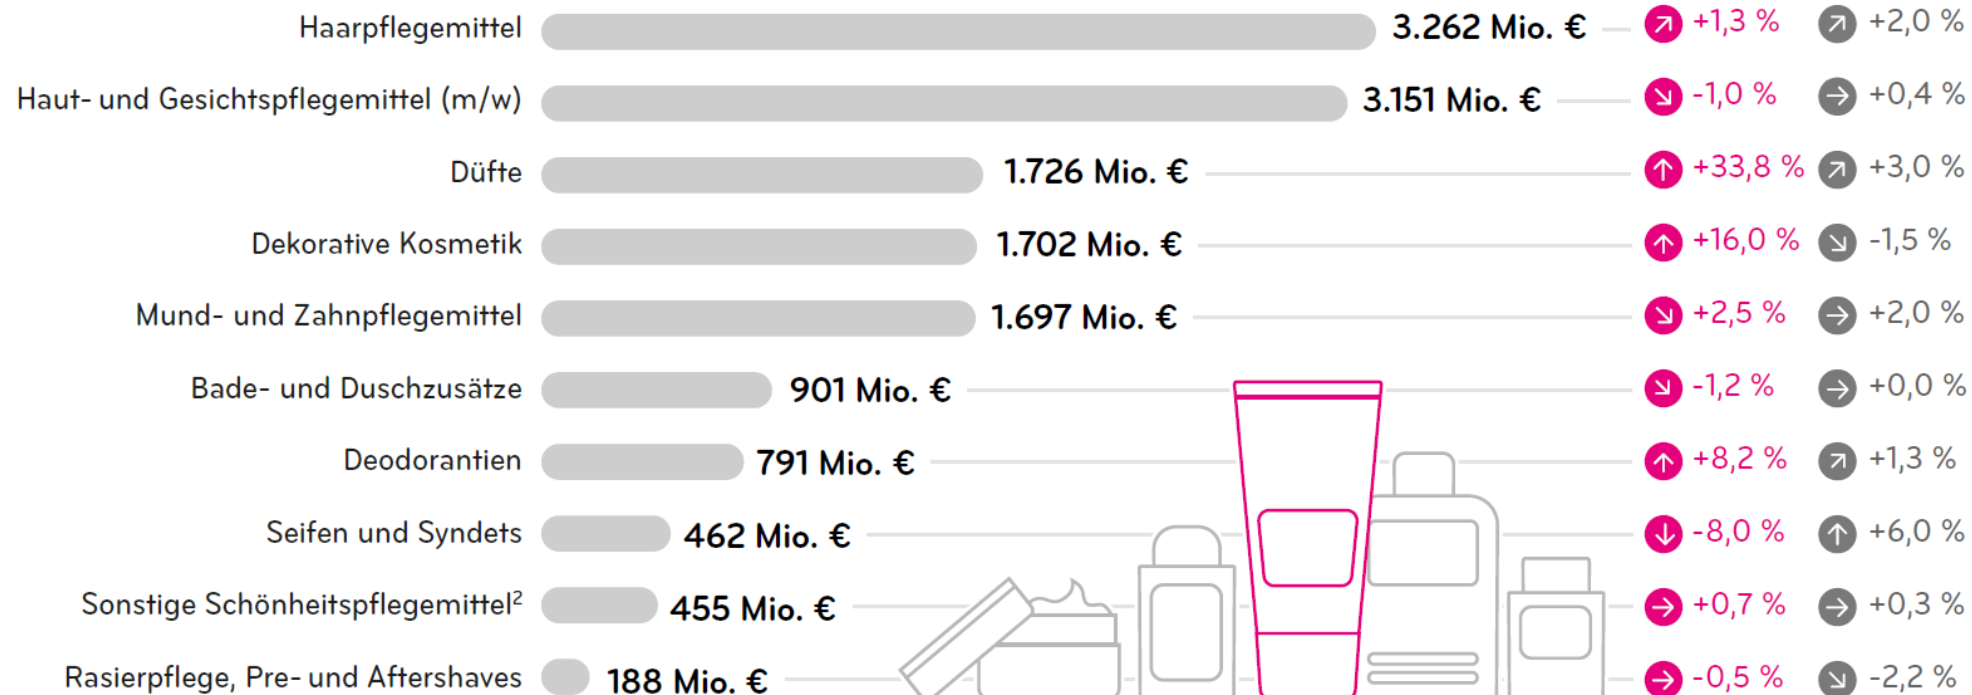 Haarpflegemittel 3.262 Mio. € +1,3 % +2,0 %
Haut- und Gesichtspflegemittel (m/w) 3.151 Mio. € -1,0 % +0,4 %
Düfte 1.726 Mio. € +33,8 % +3,0 %
Dekorative Kosmetik 1.702 Mio. € +16,0 % -1,5 %
Mund- und Zahnpflegemittel 1.697 Mio. € +2,5 % +2,0 %
Bade- und Duschzusätze 901 Mio. € -1,2 % +0,0 %
Deodorantien 791 Mio. € +8,2 % +1,3 %
Seifen und Syndets 462 Mio. € -8,0 % +6,0 %
Sonstige Schönheitspflegemittel² 455 Mio. € +0,7 % +0,3 %
Rasierpflege, Pre- und Aftershaves 188 Mio. € -0,5 % -2,2 %